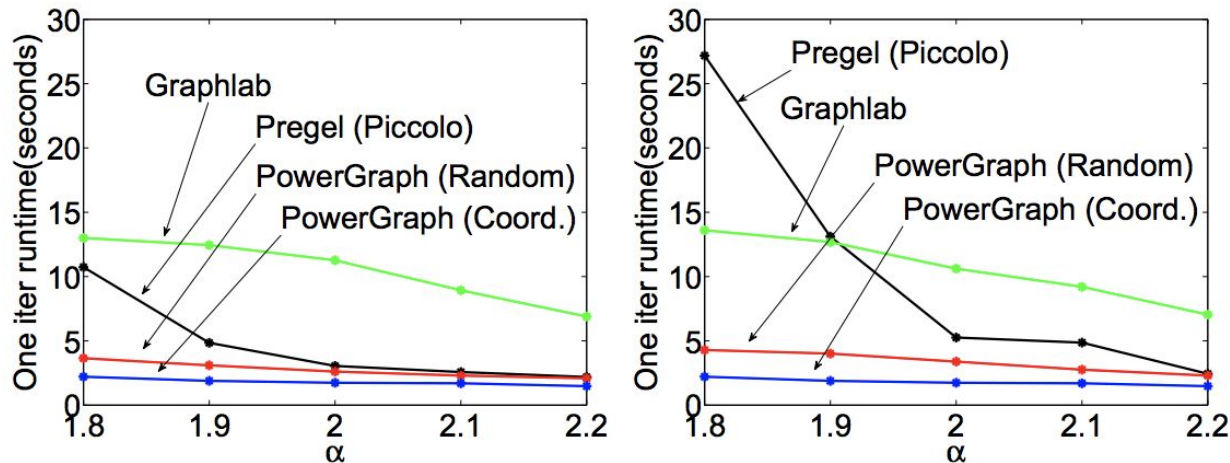 One iter runtime(seconds)
30
25
20
15
10
5
0
Graphlab
Pregel (Piccolo)
PowerGraph (Random)
PowerGraph (Coord.)
1.8 1.9 2 2.1 2.2
α
One iter runtime(seconds)
30
25
20
15
10
5
0
Pregel (Piccolo)
Graphlab
PowerGraph (Random)
PowerGraph (Coord.)
1.8 1.9 2 2.1 2.2
α